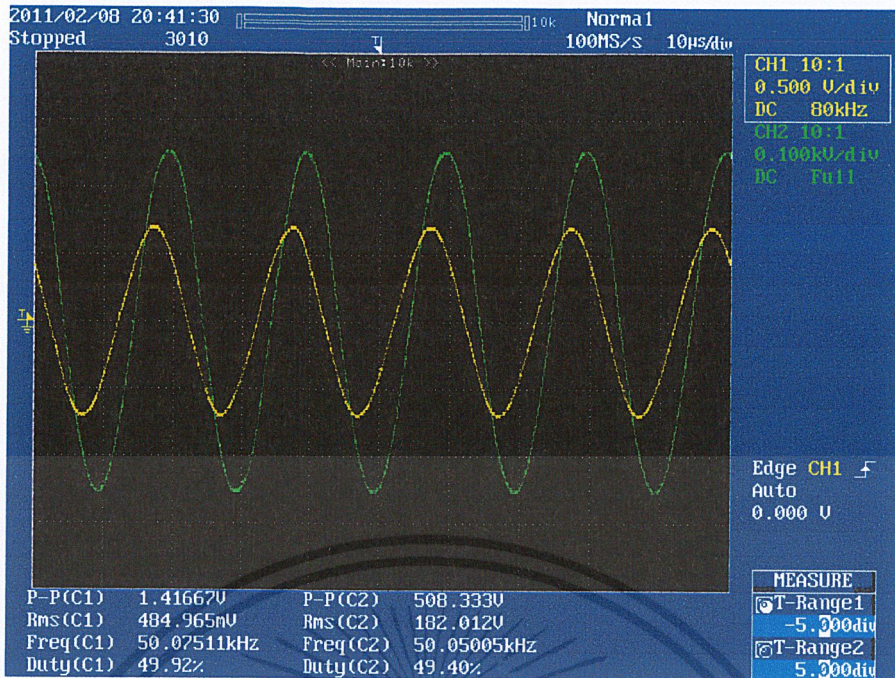 2011/02/08 20:41:30
10k
Normal
Stopped
3010
100MS/s
10µs/div
<< Main:10k >>
CH1 10:1
0.500 V/div
DC 80kHz
CH2 10:1
0.100kV/div
DC Full
T
T
Edge CH1
Auto
0.000 V
P-P(C1) 1.41667V P-P(C2) 508.333V
Rms(C1) 484.965mV Rms(C2) 182.012V
Freq(C1) 50.07511kHz Freq(C2) 50.05005kHz
Duty(C1) 49.92% Duty(C2) 49.40%
MEASURE
T-Range1
-5.000div
T-Range2
5.000div